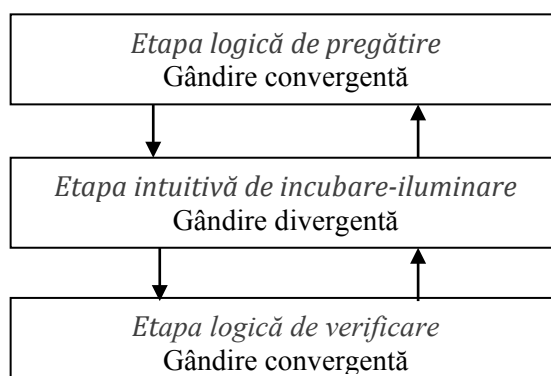 Etapa logică de pregătire
Gândire convergentă
Etapa intuitivă de incubare-iluminare
Gândire divergentă
Etapa logică de verificare
Gândire convergentă